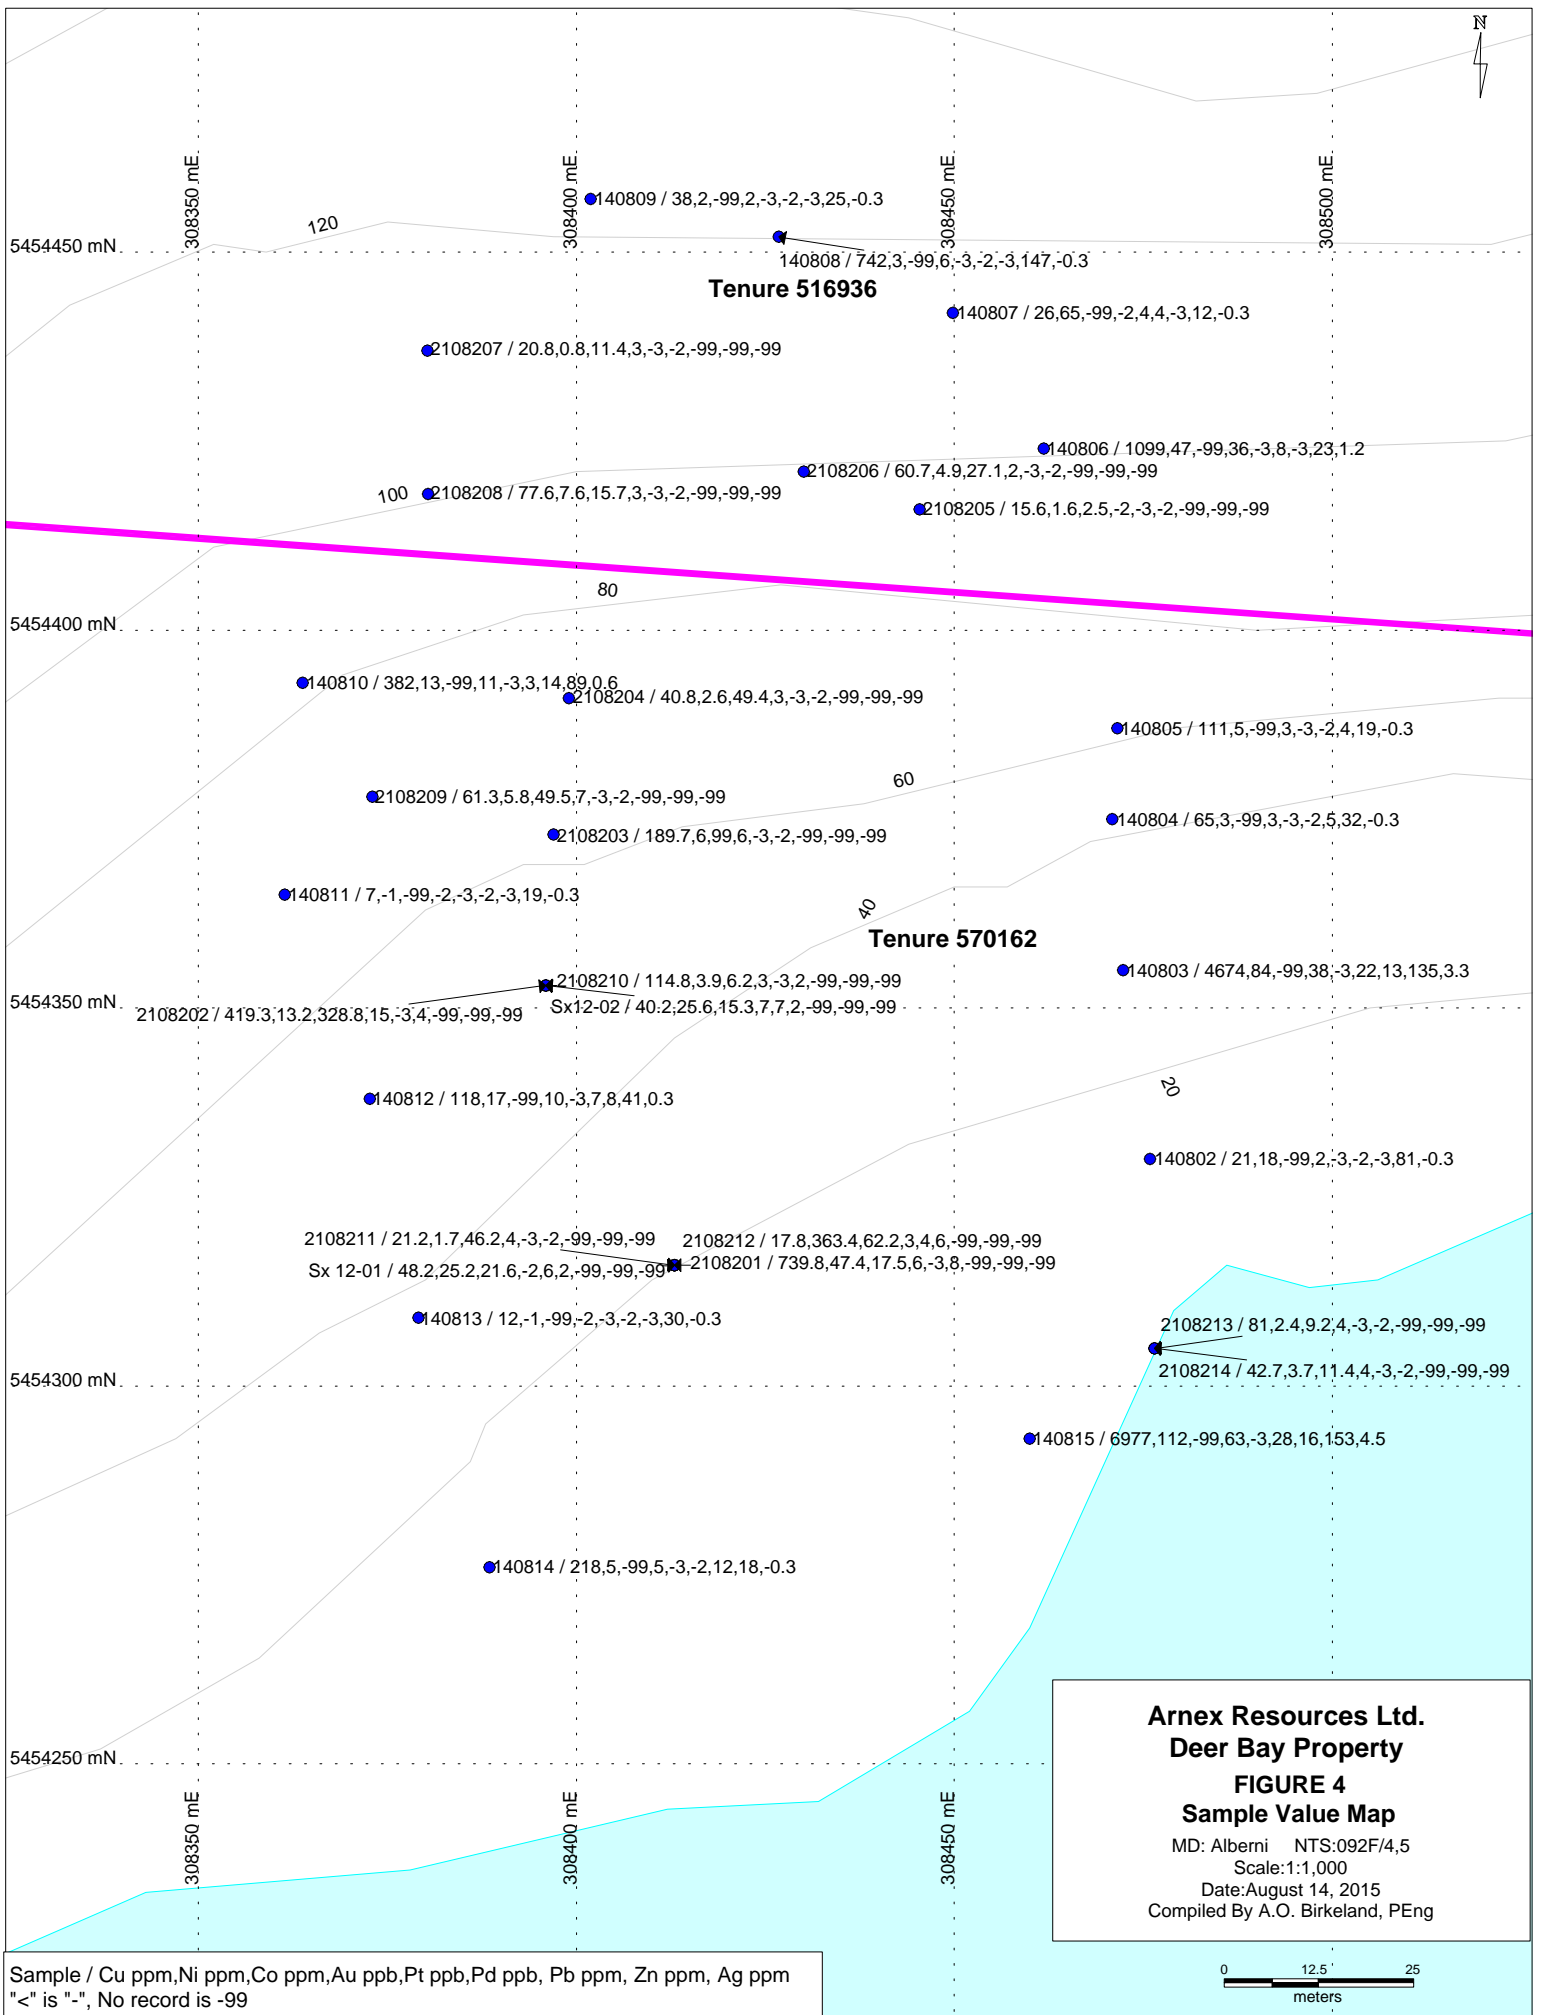 N
308350 mE
308400 mE
308450 mE
308500 mE
140809 / 38,2,-99,2,-3,-2,-3,25,-0.3
120
5454450 mN
140808 / 742,3,-99,6,-3,-2,-3,147,-0.3
Tenure 516936
140807 / 26,65,-99,-2,4,4,-3,12,-0.3
2108207 / 20.8,0.8,11.4,3,-3,-2,-99,-99,-99
140806 / 1099,47,-99,36,-3,8,-3,23,1.2
2108206 / 60.7,4.9,27.1,2,-3,-2,-99,-99,-99
100
2108208 / 77.6,7.6,15.7,3,-3,-2,-99,-99,-99
2108205 / 15.6,1.6,2.5,-2,-3,-2,-99,-99,-99
80
5454400 mN
140810 / 382,13,-99,11,-3,3,14,89,0.6
2108204 / 40.8,2.6,49.4,3,-3,-2,-99,-99,-99
140805 / 111,5,-99,3,-3,-2,4,19,-0.3
60
2108209 / 61.3,5.8,49.5,7,-3,-2,-99,-99,-99
140804 / 65,3,-99,3,-3,-2,5,32,-0.3
2108203 / 189.7,6,99,6,-3,-2,-99,-99,-99
140811 / 7,-1,-99,-2,-3,-2,-3,19,-0.3
40
Tenure 570162
140803 / 4674,84,-99,38,-3,22,13,135,3.3
2108210 / 114.8,3.9,6.2,3,-3,2,-99,-99,-99
5454350 mN
Sx12-02 / 40.2,25.6,15.3,7,7,2,-99,-99,-99
2108202 / 419.3,13.2,328.8,15,-3,4,-99,-99,-99
20
140812 / 118,17,-99,10,-3,7,8,41,0.3
140802 / 21,18,-99,2,-3,-2,-3,81,-0.3
2108211 / 21.2,1.7,46.2,4,-3,-2,-99,-99,-99
2108212 / 17.8,363.4,62.2,3,4,6,-99,-99,-99
2108201 / 739.8,47.4,17.5,6,-3,8,-99,-99,-99
Sx 12-01 / 48.2,25.2,21.6,-2,6,2,-99,-99,-99
140813 / 12,-1,-99,-2,-3,-2,-3,30,-0.3
2108213 / 81,2.4,9.2,4,-3,-2,-99,-99,-99
2108214 / 42.7,3.7,11.4,4,-3,-2,-99,-99,-99
5454300 mN
140815 / 6977,112,-99,63,-3,28,16,153,4.5
140814 / 218,5,-99,5,-3,-2,12,18,-0.3
5454250 mN
308350 mE
308400 mE
308450 mE
Arnex Resources Ltd.
Deer Bay Property
FIGURE 4
Sample Value Map
MD: Alberni NTS:092F/4,5
Scale:1:1,000
Date:August 14, 2015
Compiled By A.O. Birkeland, PEng
0 12.5 25
meters
Sample / Cu ppm,Ni ppm,Co ppm,Au ppb,Pt ppb,Pd ppb, Pb ppm, Zn ppm, Ag ppm
"<" is "-", No record is -99